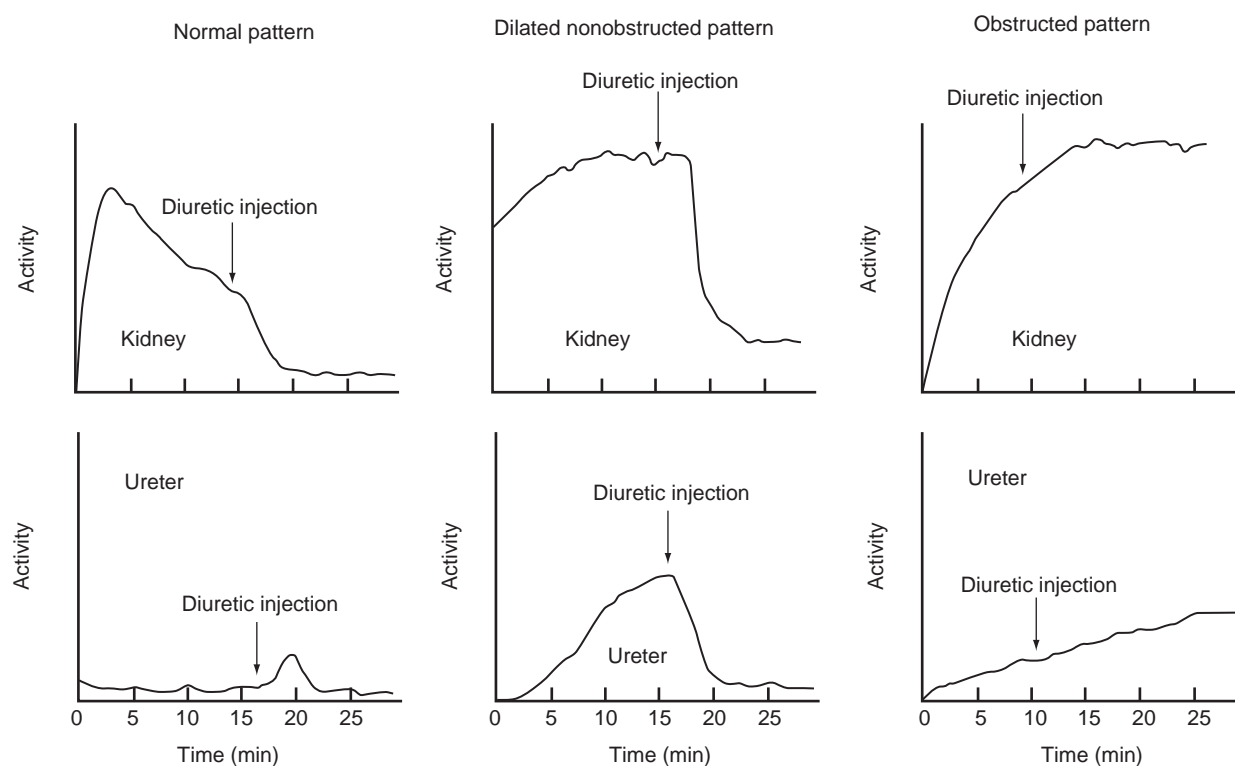 Normal pattern
Dilated nonobstructed pattern
Obstructed pattern
Activity
Diuretic injection
Kidney
Activity
Diuretic injection
Kidney
Activity
Diuretic injection
Kidney
Activity
Ureter
Diuretic injection
0 5 10 15 20 25
Time (min)
Activity
Diuretic injection
Ureter
0 5 10 15 20 25
Time (min)
Activity
Ureter
Diuretic injection
0 5 10 15 20 25
Time (min)